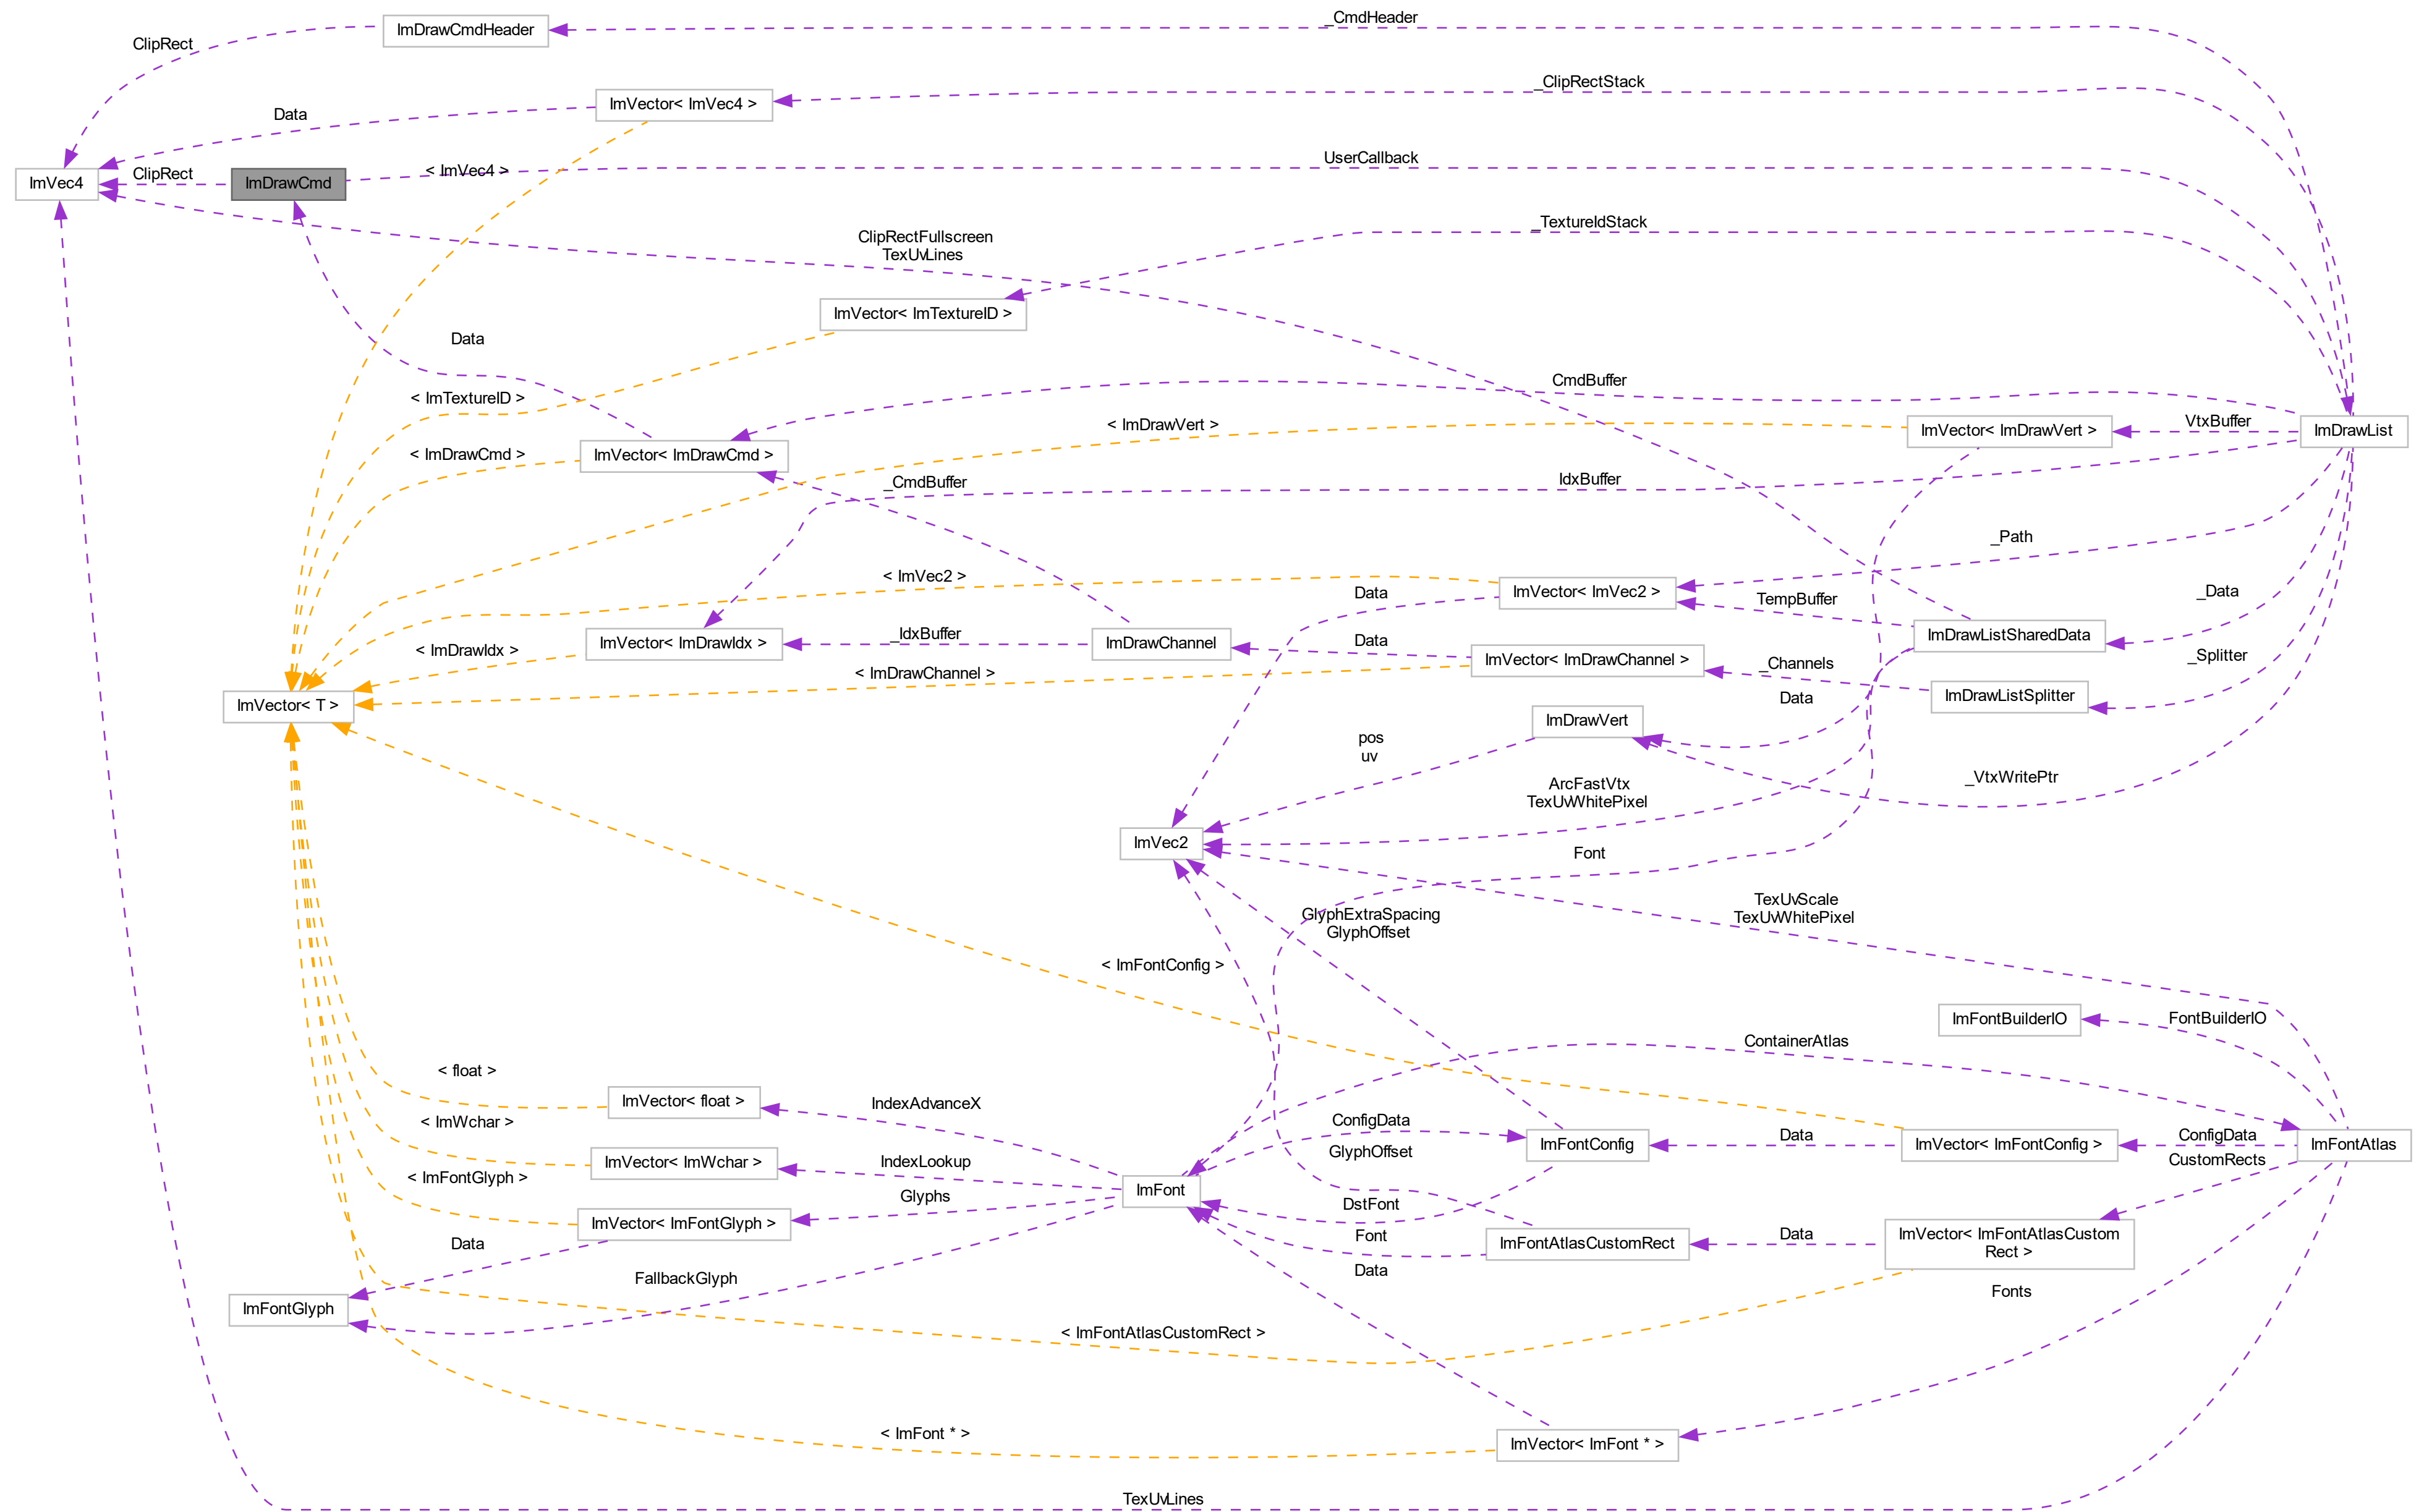 _CmdHeader
ImDrawCmdHeader
ClipRect
_ClipRectStack
ImVector< ImVec4 >
Data
UserCallback
< ImVec4 >
ClipRect
ImVec4
ImDrawCmd
_TextureIdStack
ClipRectFullscreen
TexUvLines
ImVector< ImTextureID >
Data
CmdBuffer
< ImTextureID >
< ImDrawVert >
ImVector< ImDrawVert >
VtxBuffer
ImDrawList
< ImDrawCmd >
ImVector< ImDrawCmd >
_CmdBuffer
IdxBuffer
_Path
< ImVec2 >
Data
ImVector< ImVec2 >
TempBuffer
_Data
_IdxBuffer
ImVector< ImDrawIdx >
ImDrawChannel
Data
ImDrawListSharedData
< ImDrawIdx >
ImVector< ImDrawChannel >
_Channels
_Splitter
< ImDrawChannel >
ImVector< T >
Data
ImDrawListSplitter
ImDrawVert
pos
uv
_VtxWritePtr
ArcFastVtx
TexUvWhitePixel
ImVec2
Font
GlyphExtraSpacing
GlyphOffset
TexUvScale
TexUvWhitePixel
< ImFontConfig >
ImFontBuilderIO
FontBuilderIO
ContainerAtlas
< float >
ImVector< float >
IndexAdvanceX
< ImWchar >
ConfigData
ImFontConfig
Data
ImVector< ImFontConfig >
ConfigData
ImFontAtlas
GlyphOffset
ImVector< ImWchar >
IndexLookup
CustomRects
< ImFontGlyph >
ImFont
Glyphs
DstFont
ImVector< ImFontGlyph >
Font
ImFontAtlasCustomRect
Data
ImVector< ImFontAtlasCustom
Rect >
Data
Data
FallbackGlyph
Fonts
ImFontGlyph
< ImFontAtlasCustomRect >
< ImFont * >
ImVector< ImFont * >
TexUvLines